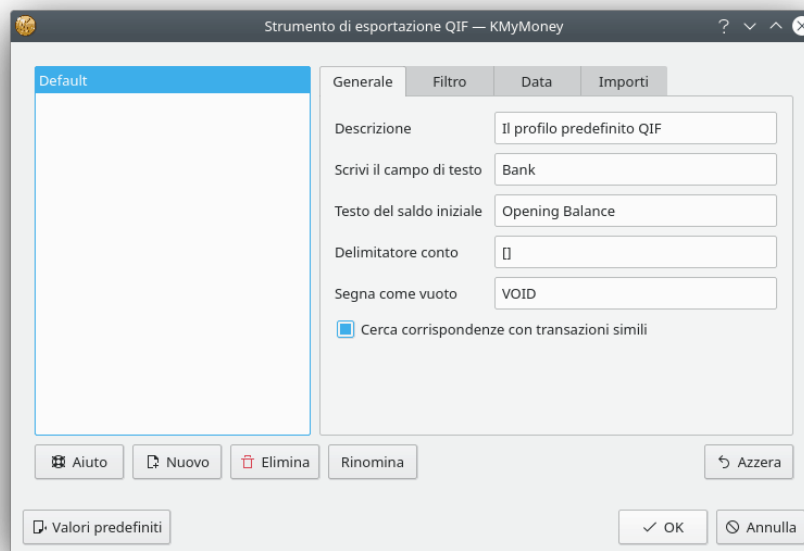 Strumento di esportazione QIF — KMyMoney
Default
Generale Filtro Data Importi
Descrizione Il profilo predefinito QIF
Scrivi il campo di testo Bank
Testo del saldo iniziale Opening Balance
Delimitatore conto []
Segna come vuoto VOID
Cerca corrispondenze con transazioni simili
Aiuto Nuovo Elimina Rinomina Azzera
Valori predefiniti OK Annulla